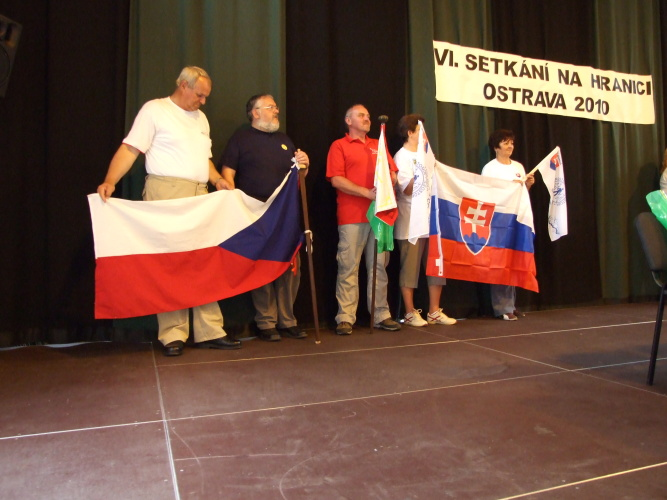 VI. SETKÁNÍ NA HRANICI
OSTRAVA 2010